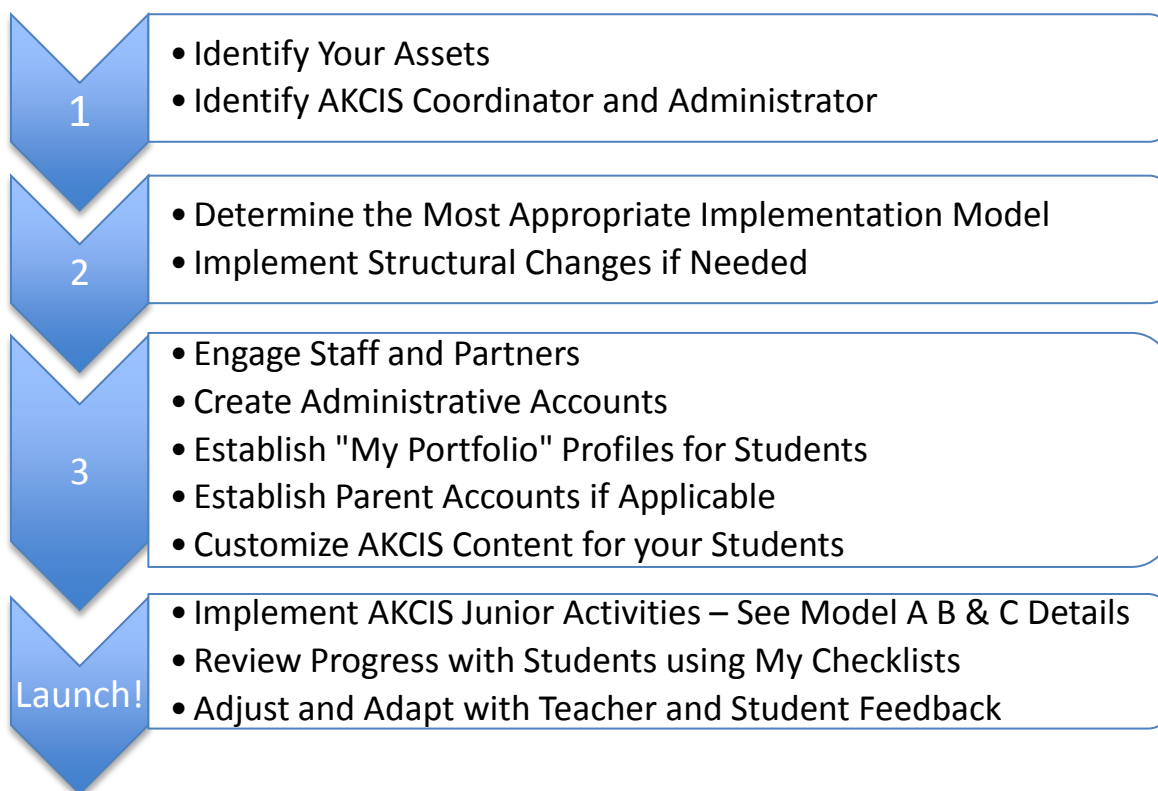 1
• Identify Your Assets
• Identify AKCIS Coordinator and Administrator
2
• Determine the Most Appropriate Implementation Model
• Implement Structural Changes if Needed
3
• Engage Staff and Partners
• Create Administrative Accounts
• Establish "My Portfolio" Profiles for Students
• Establish Parent Accounts if Applicable
• Customize AKCIS Content for your Students
Launch!
• Implement AKCIS Junior Activities – See Model A B & C Details
• Review Progress with Students using My Checklists
• Adjust and Adapt with Teacher and Student Feedback